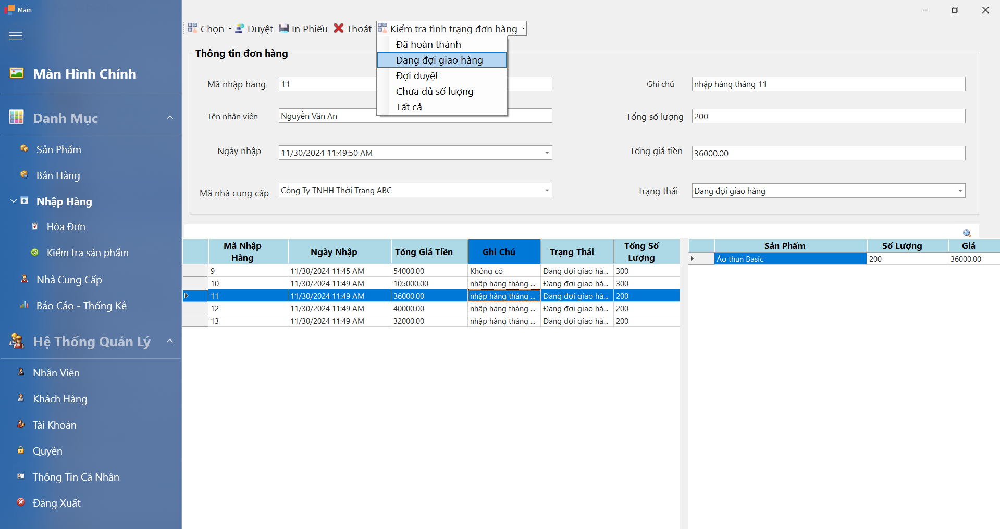 Main
Màn Hình Chính
Danh Mục
Sản Phẩm
Bán Hàng
Nhập Hàng
Hóa Đơn
Kiểm tra sản phẩm
Nhà Cung Cấp
Báo Cáo - Thống Kê
Hệ Thống Quản Lý
Nhân Viên
Khách Hàng
Tài Khoản
Quyền
Thông Tin Cá Nhân
Đăng Xuất
Chọn Duyệt In Phiếu Thoát Kiểm tra tình trạng đơn hàng
Đã hoàn thành
Đang đợi giao hàng
Đợi duyệt
Chưa đủ số lượng
Tất cả
Thông tin đơn hàng
Mã nhập hàng 11
Ghi chú nhập hàng tháng 11
Tên nhân viên Nguyễn Văn An
Tổng số lượng 200
Ngày nhập 11/30/2024 11:49:50 AM
Tổng giá tiền 36000.00
Mã nhà cung cấp Công Ty TNHH Thời Trang ABC
Trạng thái Đang đợi giao hàng
Mã Nhập Hàng Ngày Nhập Tổng Giá Tiền Ghi Chú Trạng Thái Tổng Số Lượng
9 11/30/2024 11:45 AM 54000.00 Không có Đang đợi giao hà... 300
10 11/30/2024 11:49 AM 105000.00 nhập hàng tháng ... Đang đợi giao hà... 300
11 11/30/2024 11:49 AM 36000.00 nhập hàng tháng ... Đang đợi giao hà... 200
12 11/30/2024 11:49 AM 40000.00 nhập hàng tháng ... Đang đợi giao hà... 200
13 11/30/2024 11:49 AM 32000.00 nhập hàng tháng ... Đang đợi giao hà... 200
Sản Phẩm Số Lượng Giá
Áo thun Basic 200 36000.00